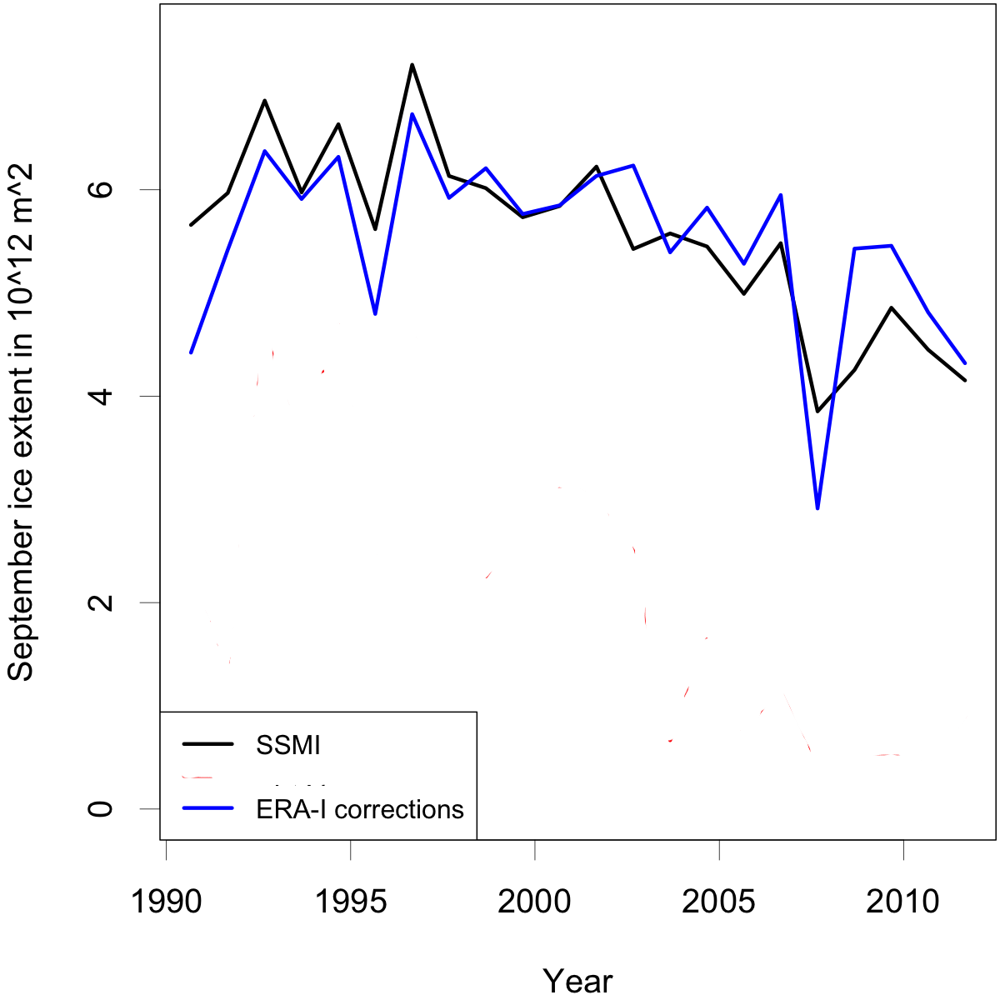 September ice extent in 10^12 m^2
6
4
2
0
SSMI
ERA-I corrections
1990 1995 2000 2005 2010
Year